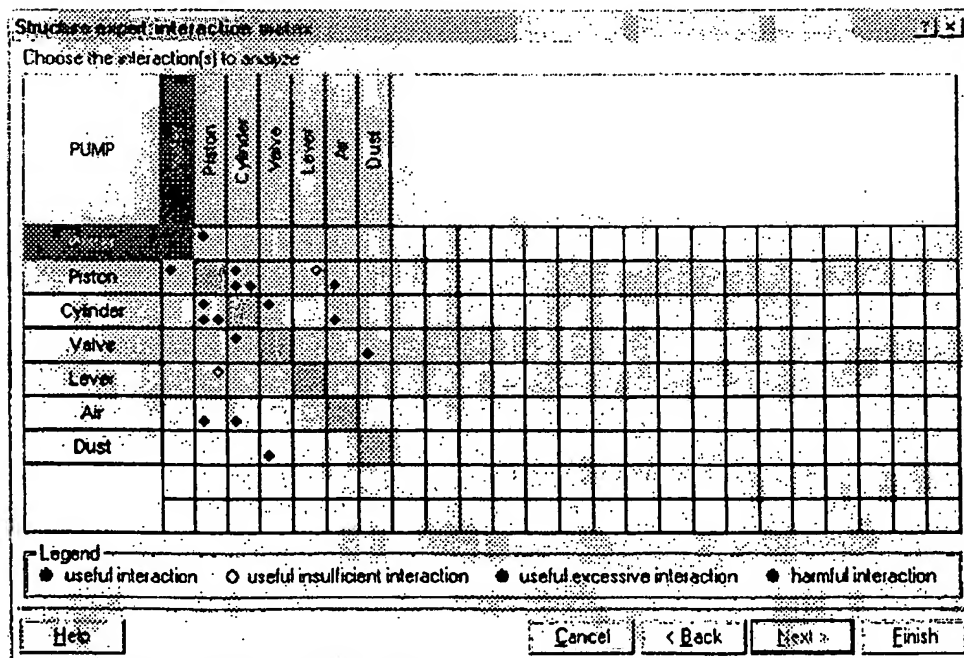 Structure expert interaction matrix
Choose the interaction(s) to analyze
PUMP
Piston
Cylinder
Valve
Lever
Air
Dust
Piston
Cylinder
Valve
Lever
Air
Dust
Legend
useful interaction
useful insufficient interaction
useful excessive interaction
harmful interaction
Help
Cancel
< Back
Next >
Finish